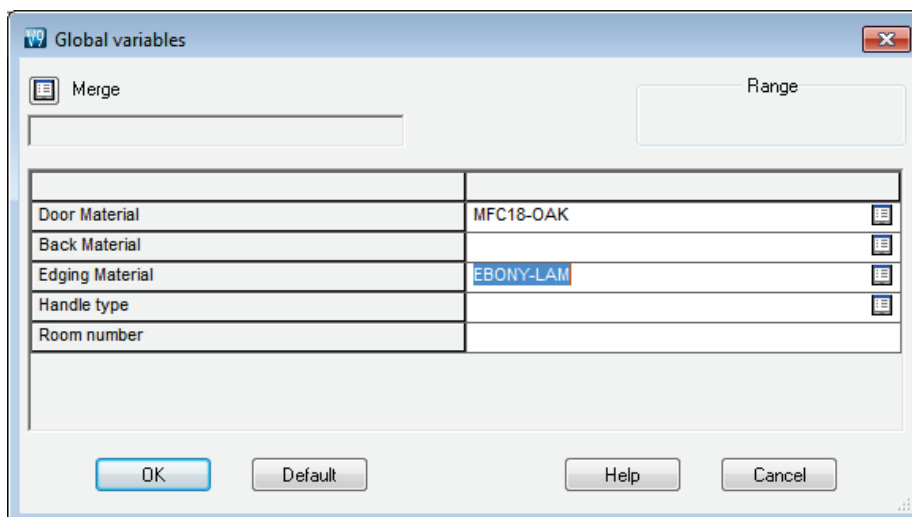 V9 Global variables
Merge
Range
Door Material MFC18-OAK
Back Material
Edging Material EBONY-LAM
Handle type
Room number
OK Default Help Cancel